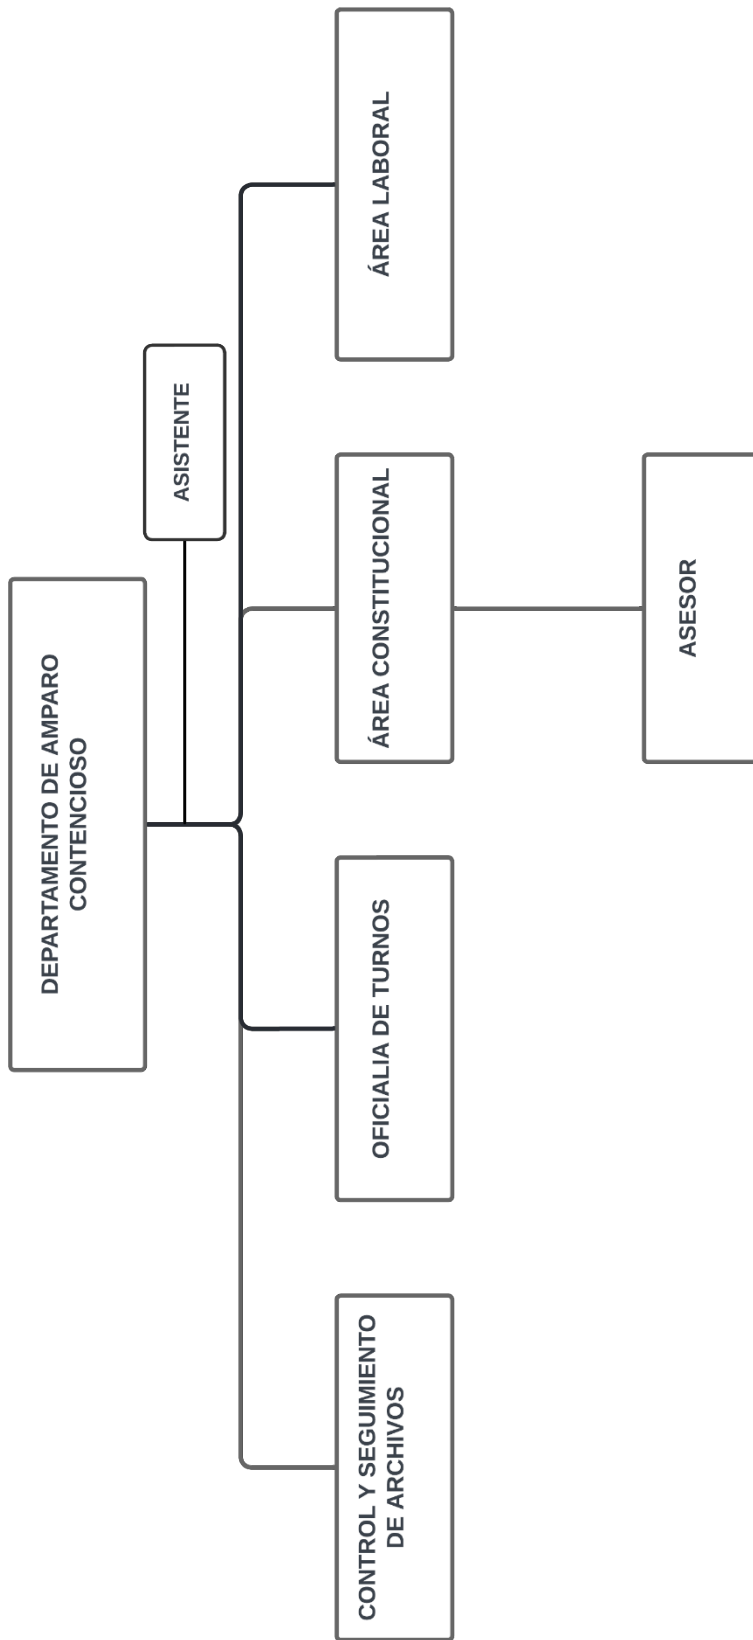 DEPARTAMENTO DE AMPARO
CONTENCIOSO
ASISTENTE
CONTROL Y SEGUIMIENTO
DE ARCHIVOS
OFICIALIA DE TURNOS
ÁREA CONSTITUCIONAL
ÁREA LABORAL
ASESOR